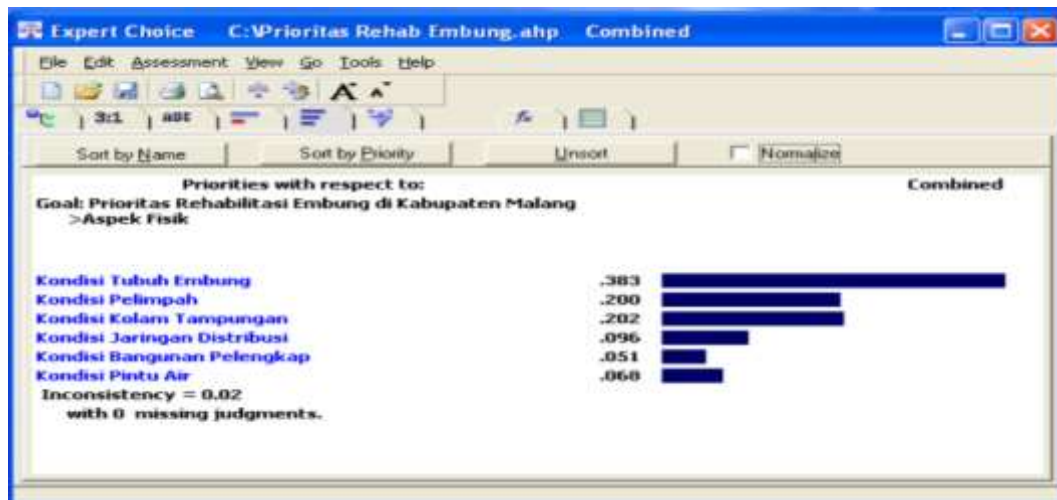 Expert Choice C:\Prioritas Rehab Embung.ahp Combined
File Edit Assessment View Go Tools Help
A A
3:1 ABC
Sort by Name Sort by Priority Unsort Normalize
Priorities with respect to: Combined
Goal: Prioritas Rehabilitasi Embung di Kabupaten Malang
>Aspek Fisik
Kondisi Tubuh Embung .383
Kondisi Pelimpah .200
Kondisi Kolam Tampungan .202
Kondisi Jaringan Distribusi .096
Kondisi Bangunan Pelengkap .051
Kondisi Pintu Air .068
Inconsistency = 0.02
with 0 missing judgments.